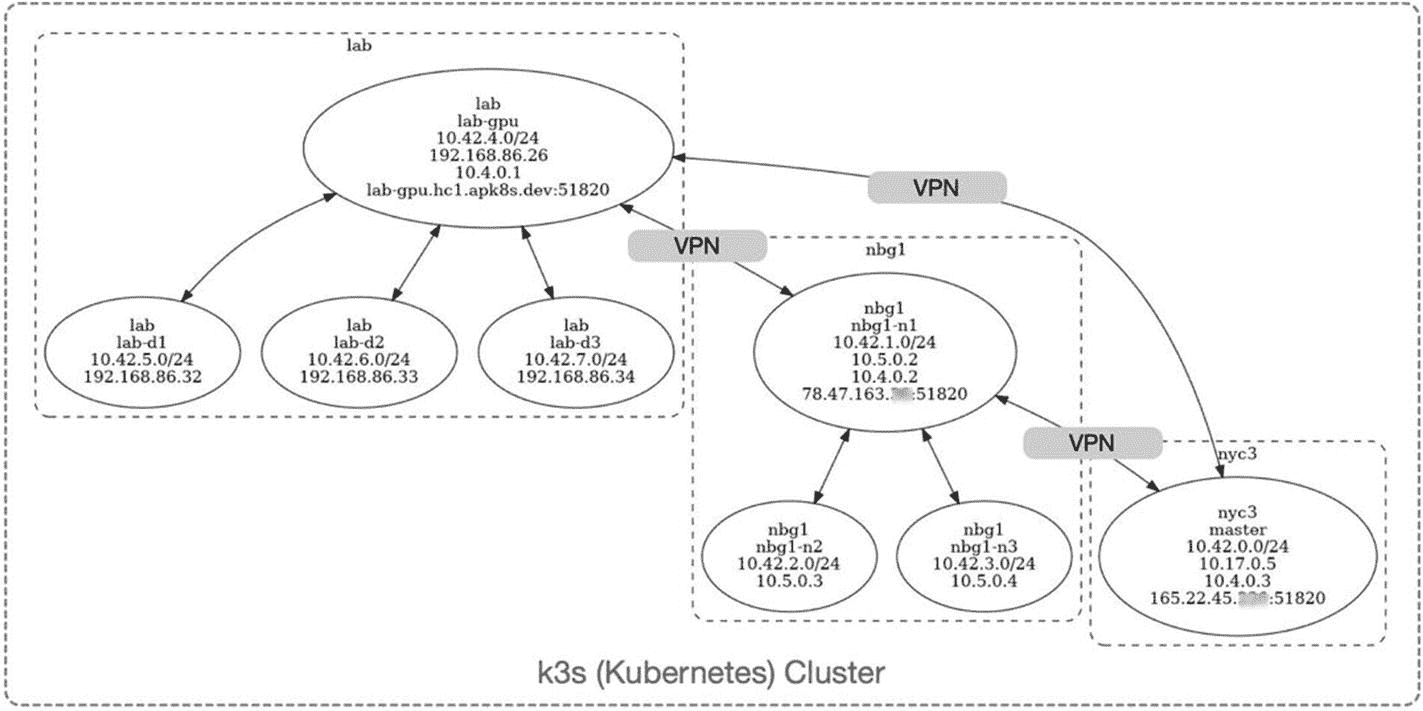 lab
lab
lab-gpu
10.42.4.0/24
192.168.86.26
10.4.0.1
lab-gpu.hc1.apk8s.dev:51820
VPN
VPN
lab
lab-d1
10.42.5.0/24
192.168.86.32
lab
lab-d2
10.42.6.0/24
192.168.86.33
lab
lab-d3
10.42.7.0/24
192.168.86.34
nbg1
nbg1
nbg1-n1
10.42.1.0/24
10.5.0.2
10.4.0.2
78.47.163. :51820
VPN
nbg1
nbg1-n2
10.42.2.0/24
10.5.0.3
nbg1
nbg1-n3
10.42.3.0/24
10.5.0.4
nyc3
nyc3
master
10.42.0.0/24
10.17.0.5
10.4.0.3
165.22.45. :51820
k3s (Kubernetes) Cluster